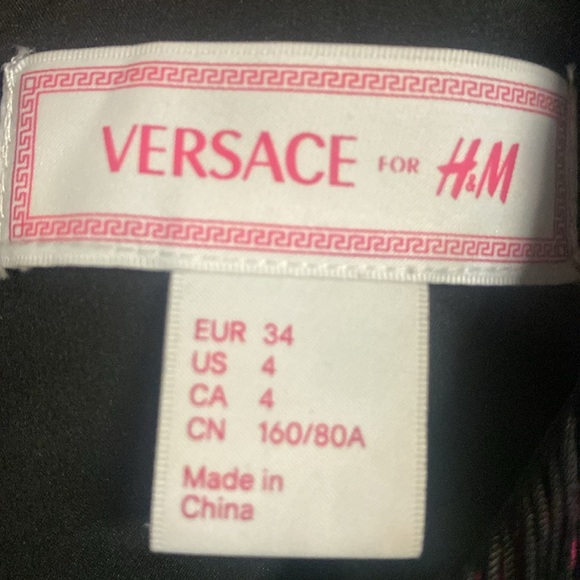 VERSACE FOR H&M
EUR 34
US 4
CA 4
CN 160/80A
Made in
China